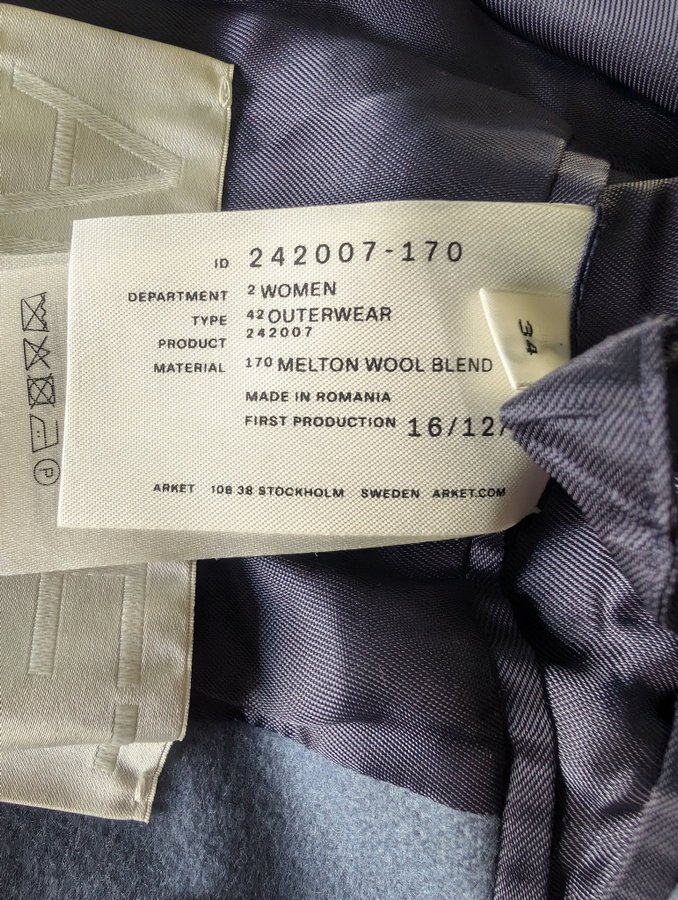 ID 242007-170
DEPARTMENT 2 WOMEN
TYPE 42 OUTERWEAR
PRODUCT 242007
MATERIAL 170 MELTON WOOL BLEND
MADE IN ROMANIA
FIRST PRODUCTION 16/12/
ARKET 106 38 STOCKHOLM SWEDEN ARKET.COM
34
P